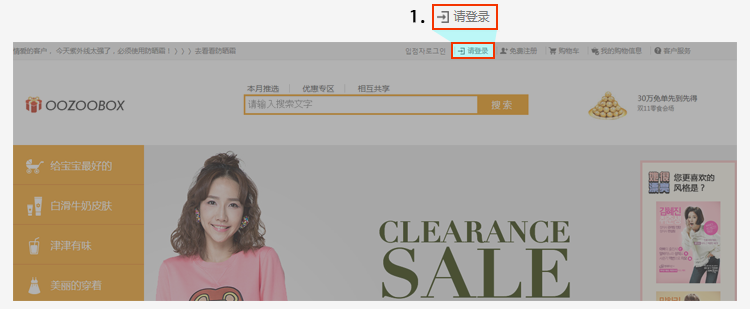 1. 请登录
情爱的客户，今天紫外线太强了，必须使用防晒霜！》》》去看看防晒霜
입점자로그인 请登录 免费注册 购物车 我的购物信息 客户服务
本月推选 优惠专区 相互共享
OOZOOBOX
请输入搜索文字 搜索
30万免单先到先得
双11零食会场
给宝宝最好的
白滑牛奶皮肤
津津有味
美丽的穿着
CLEARANCE
SALE
您更喜欢的
风格是？